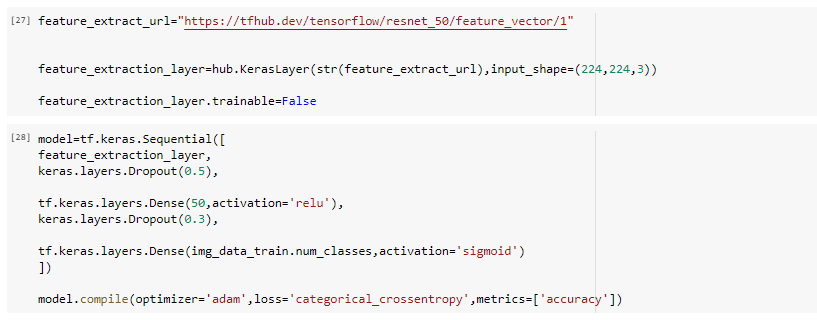 [27] feature_extract_url="https://tfhub.dev/tensorflow/resnet_50/feature_vector/1"
feature_extraction_layer=hub.KerasLayer(str(feature_extract_url),input_shape=(224,224,3))
feature_extraction_layer.trainable=False
[28] model=tf.keras.Sequential([
feature_extraction_layer,
keras.layers.Dropout(0.5),
tf.keras.layers.Dense(50,activation='relu'),
keras.layers.Dropout(0.3),
tf.keras.layers.Dense(img_data_train.num_classes,activation='sigmoid')
])
model.compile(optimizer='adam',loss='categorical_crossentropy',metrics=['accuracy'])